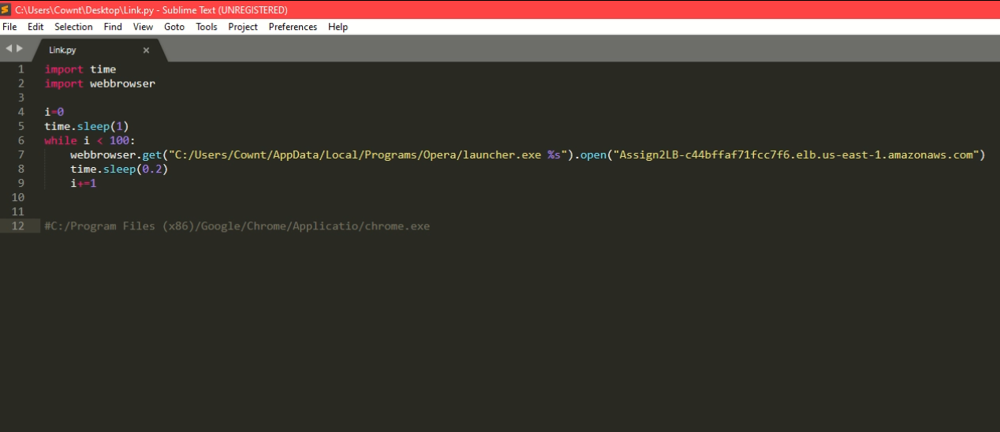 C:\Users\Cownt\Desktop\Link.py - Sublime Text (UNREGISTERED)
File Edit Selection Find View Goto Tools Project Preferences Help
Link.py ×
1 import time
2 import webbrowser
3
4 i=0
5 time.sleep(1)
6 while i < 100:
7     webbrowser.get("C:/Users/Cownt/AppData/Local/Programs/Opera/launcher.exe %s").open("Assign2LB-c44bffaf71fcc7f6.elb.us-east-1.amazonaws.com")
8     time.sleep(0.2)
9     i+=1
10
11
12 #C:/Program Files (x86)/Google/Chrome/Applicatio/chrome.exe